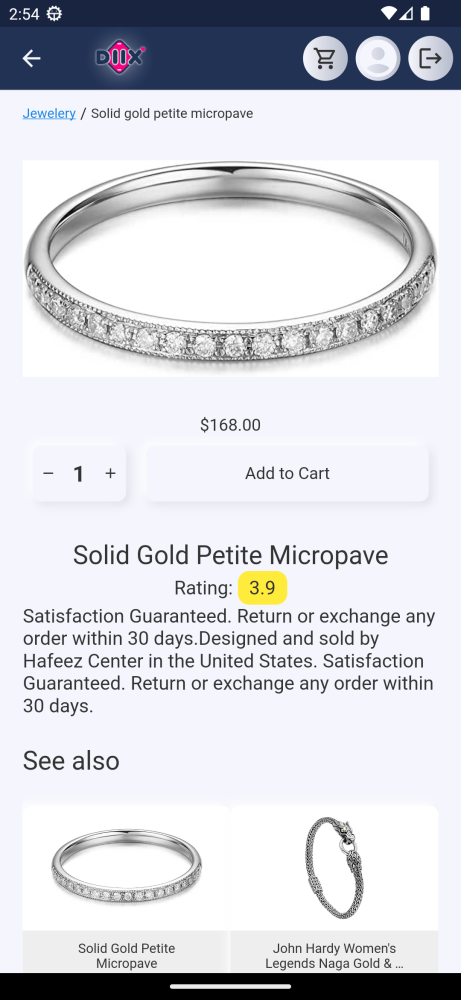 2:54
DIIX
Jewelery / Solid gold petite micropave
$168.00
− 1 +
Add to Cart
Solid Gold Petite Micropave
Rating: 3.9
Satisfaction Guaranteed. Return or exchange any
order within 30 days.Designed and sold by
Hafeez Center in the United States. Satisfaction
Guaranteed. Return or exchange any order within
30 days.
See also
Solid Gold Petite
Micropave
John Hardy Women's
Legends Naga Gold & …